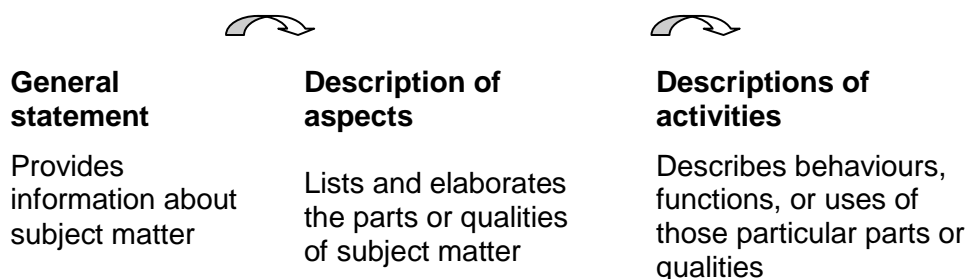 General
statement
Provides
information about
subject matter
Description of
aspects
Lists and elaborates
the parts or qualities
of subject matter
Descriptions of
activities
Describes behaviours,
functions, or uses of
those particular parts or
qualities